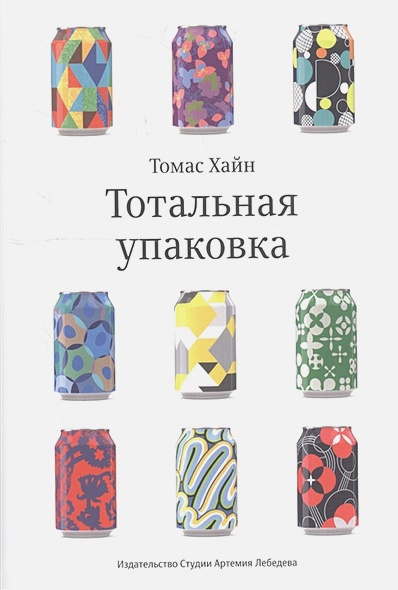 Томас Хайн
Тотальная
упаковка
Издательство Студии Артемия Лебедева